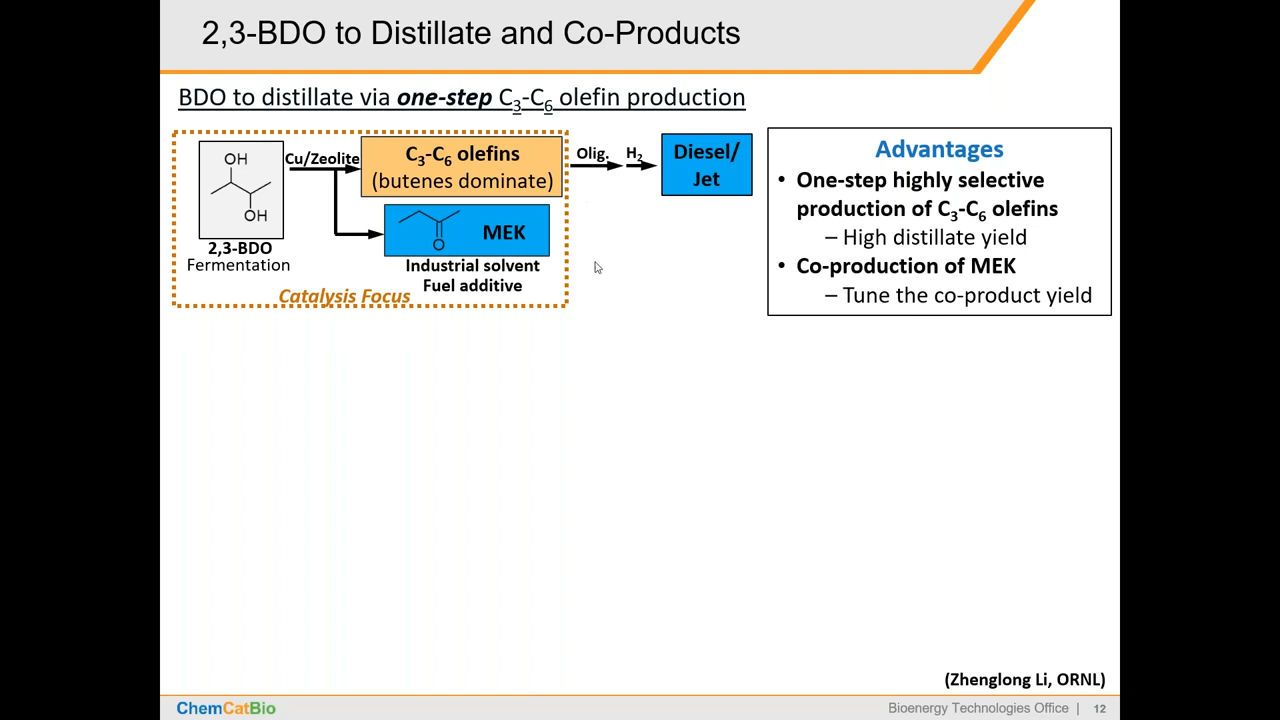 2,3-BDO to Distillate and Co-Products
BDO to distillate via one-step C3-C6 olefin production
OH
OH
2,3-BDO
Fermentation
Cu/Zeolite
C3-C6 olefins
(butenes dominate)
O
MEK
Industrial solvent
Fuel additive
Catalysis Focus
Olig.
H2
Diesel/
Jet
Advantages
• One-step highly selective
production of C3-C6 olefins
– High distillate yield
• Co-production of MEK
– Tune the co-product yield
(Zhenglong Li, ORNL)
ChemCatBio
Bioenergy Technologies Office | 12